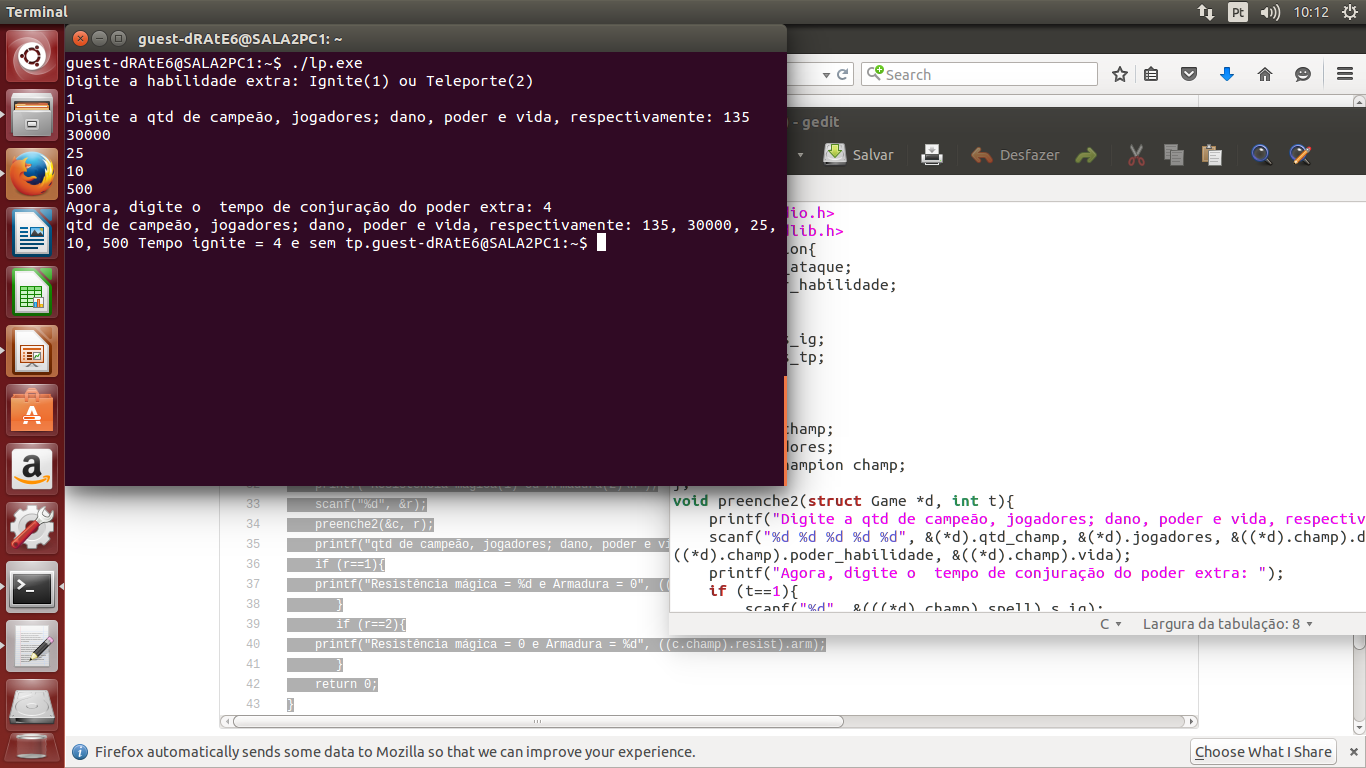 Terminal
Pt
10:12
guest-dRAtE6@SALA2PC1: ~
guest-dRAtE6@SALA2PC1:~$ ./lp.exe
Digite a habilidade extra: Ignite(1) ou Teleporte(2)
1
Digite a qtd de campeão, jogadores; dano, poder e vida, respectivamente: 135
30000
25
10
500
Agora, digite o  tempo de conjuração do poder extra: 4
qtd de campeão, jogadores; dano, poder e vida, respectivamente: 135, 30000, 25,
10, 500 Tempo ignite = 4 e sem tp.guest-dRAtE6@SALA2PC1:~$
Search
) - gedit
Salvar
Desfazer
dio.h>
dlib.h>
ion{
_ataque;
r_habilidade;
s_ig;
s_tp;
champ;
dores;
hampion champ;
};
void preenche2(struct Game *d, int t){
printf("Digite a qtd de campeão, jogadores; dano, poder e vida, respectiv
scanf("%d %d %d %d %d", &(*d).qtd_champ, &(*d).jogadores, &((*d).champ).d
((*d).champ).poder_habilidade, &((*d).champ).vida);
printf("Agora, digite o  tempo de conjuração do poder extra: ");
if (t==1){
scanf("%d", &(((*d).champ).spell).s_ig);
C
Largura da tabulação: 8
33 scanf("%d", &r);
34 preenche2(&c, r);
35 printf("qtd de campeão, jogadores; dano, poder e vi
36 if (r==1){
37 printf("Resistência mágica = %d e Armadura = 0", ((
38 }
39 if (r==2){
40 printf("Resistência mágica = 0 e Armadura = %d", ((c.champ).resist).arm);
41 }
42 return 0;
43 }
Firefox automatically sends some data to Mozilla so that we can improve your experience.
Choose What I Share